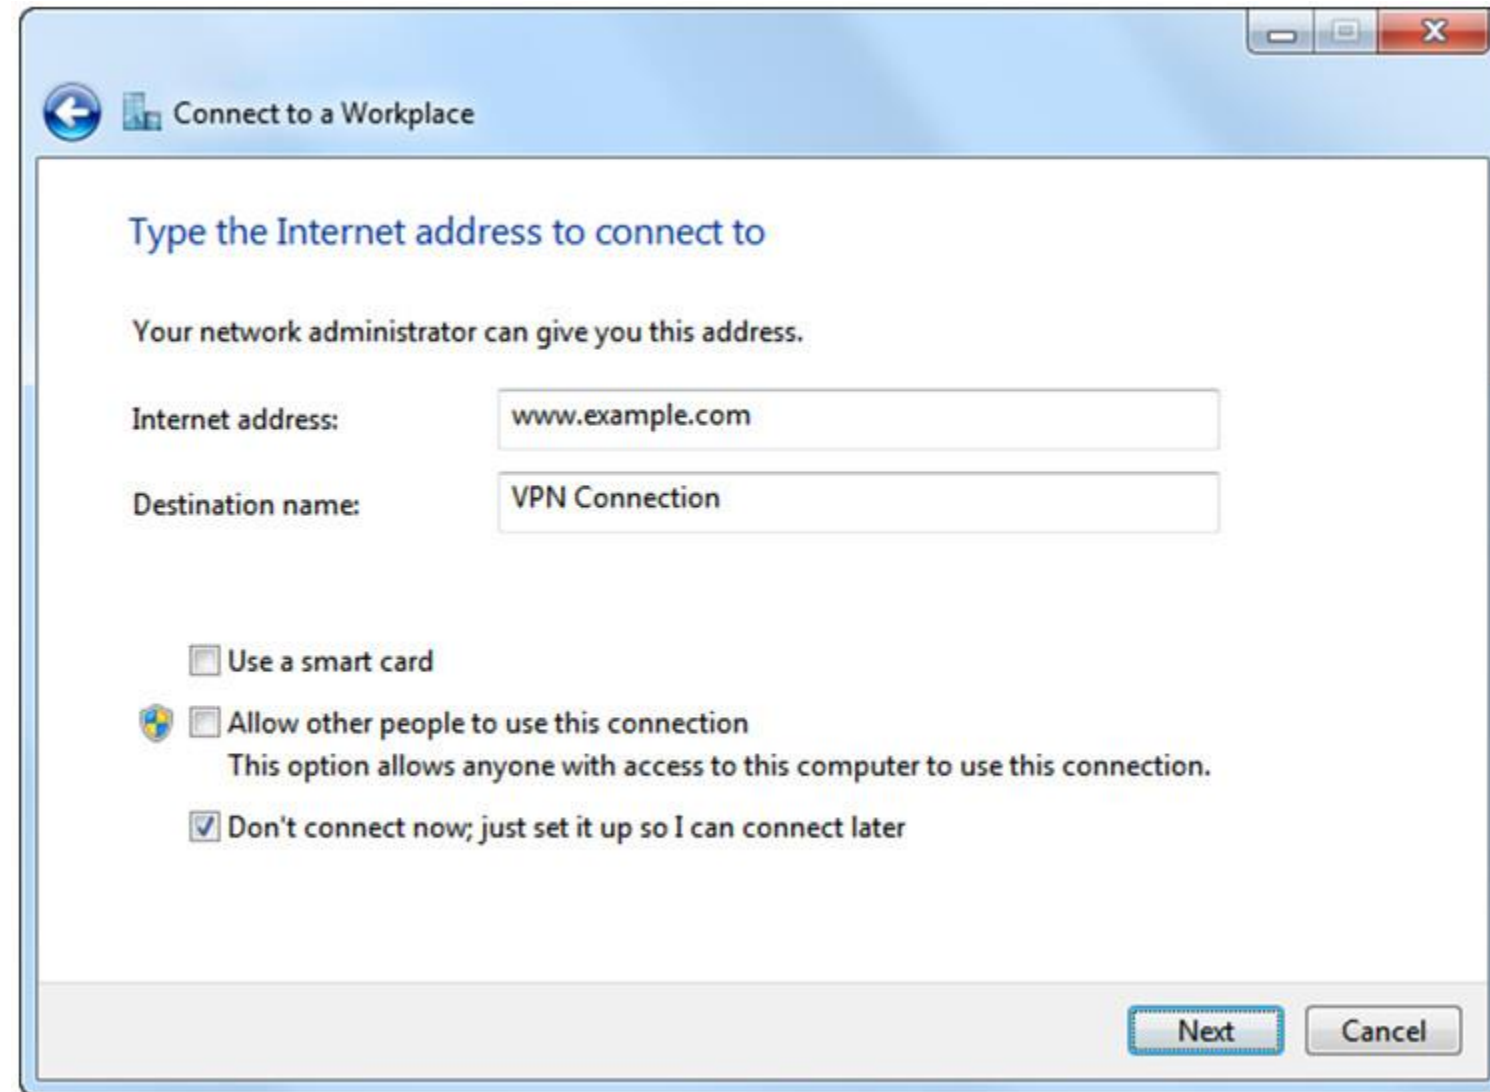 Connect to a Workplace
Type the Internet address to connect to
Your network administrator can give you this address.
Internet address: www.example.com
Destination name: VPN Connection
Use a smart card
Allow other people to use this connection
This option allows anyone with access to this computer to use this connection.
Don't connect now; just set it up so I can connect later
Next Cancel